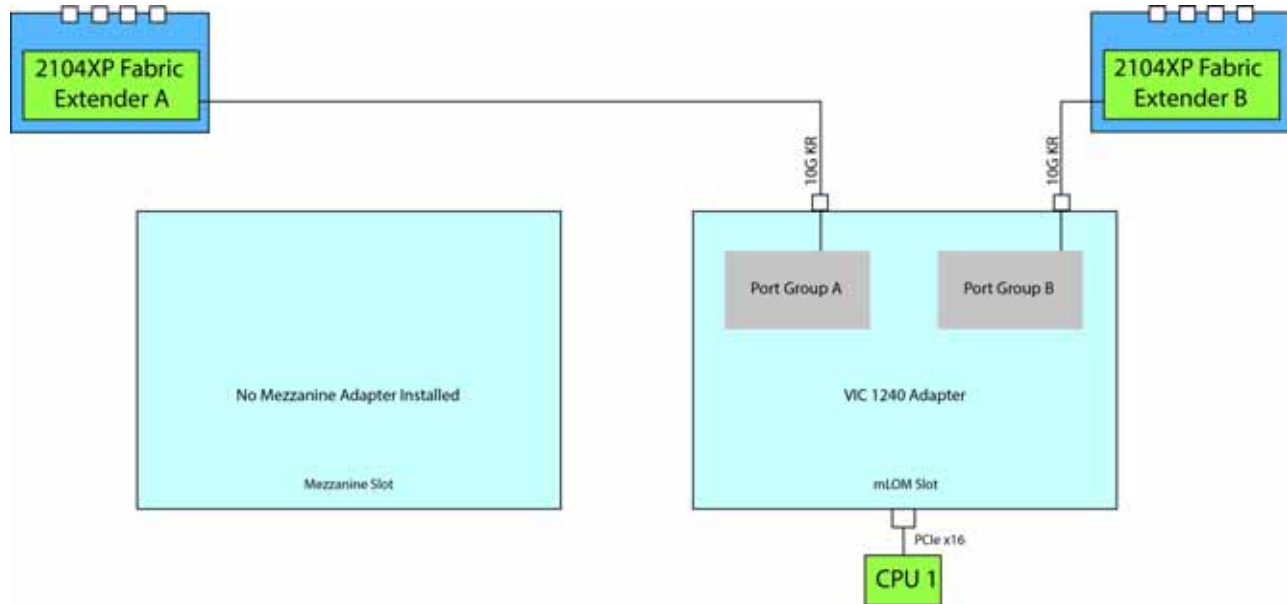 2104XP Fabric
Extender A
2104XP Fabric
Extender B
10G KR
10G KR
Port Group A
Port Group B
No Mezzanine Adapter Installed
VIC 1240 Adapter
Mezzanine Slot
mLOM Slot
PCIe x16
CPU 1